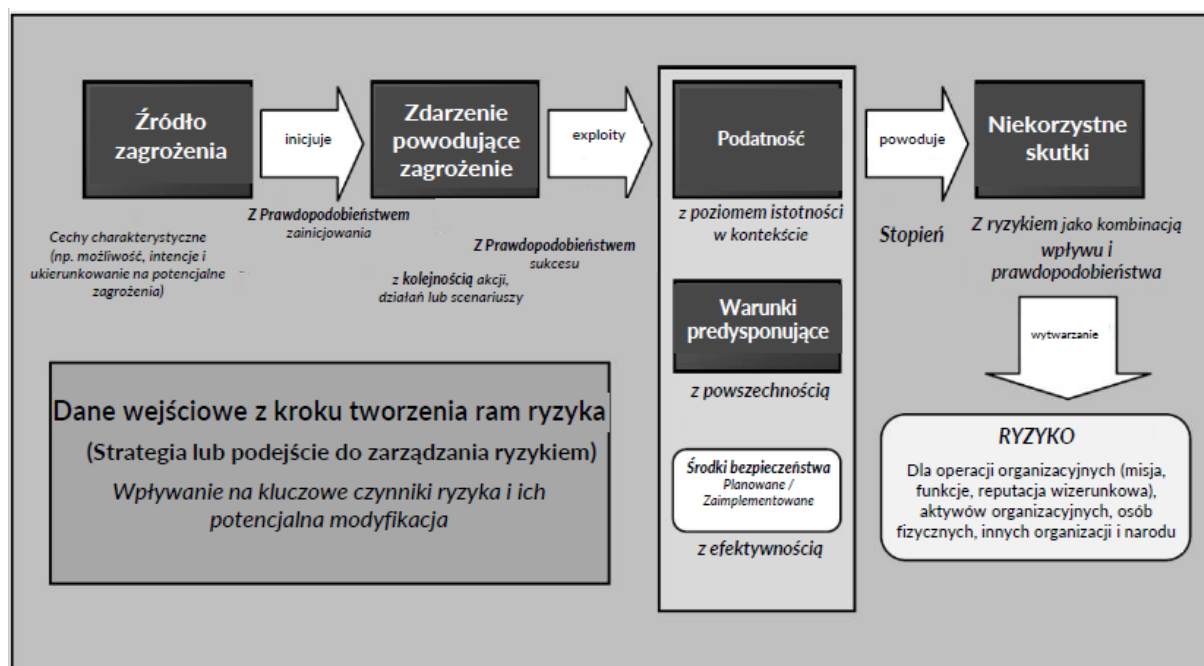 Źródło
zagrożenia
inicjuje
Zdarzenie
powodujące
zagrożenie
exploity
Podatność
powoduje
Niekorzystne
skutki
Cechy charakterystyczne
(np. możliwość, intencje i
ukierunkowanie na potencjalne
zagrożenia)
Z Prawdopodobieństwem
zainicjowania
z kolejnością akcji,
działań lub scenariuszy
Z Prawdopodobieństwem
sukcesu
z poziomem istotności
w kontekście
Warunki
predysponujące
z powszechnością
Środki bezpieczeństwa
Planowane /
Zaimplementowane
z efektywnością
Stopień
Z ryzykiem jako kombinacją
wpływu i
prawdopodobieństwa
wytwarzanie
RYZYKO
Dla operacji organizacyjnych (misja,
funkcje, reputacja wizerunkowa),
aktywów organizacyjnych, osób
fizycznych, innych organizacji i narodu
Dane wejściowe z kroku tworzenia ram ryzyka
(Strategia lub podejście do zarządzania ryzykiem)
Wpływanie na kluczowe czynniki ryzyka i ich
potencjalna modyfikacja